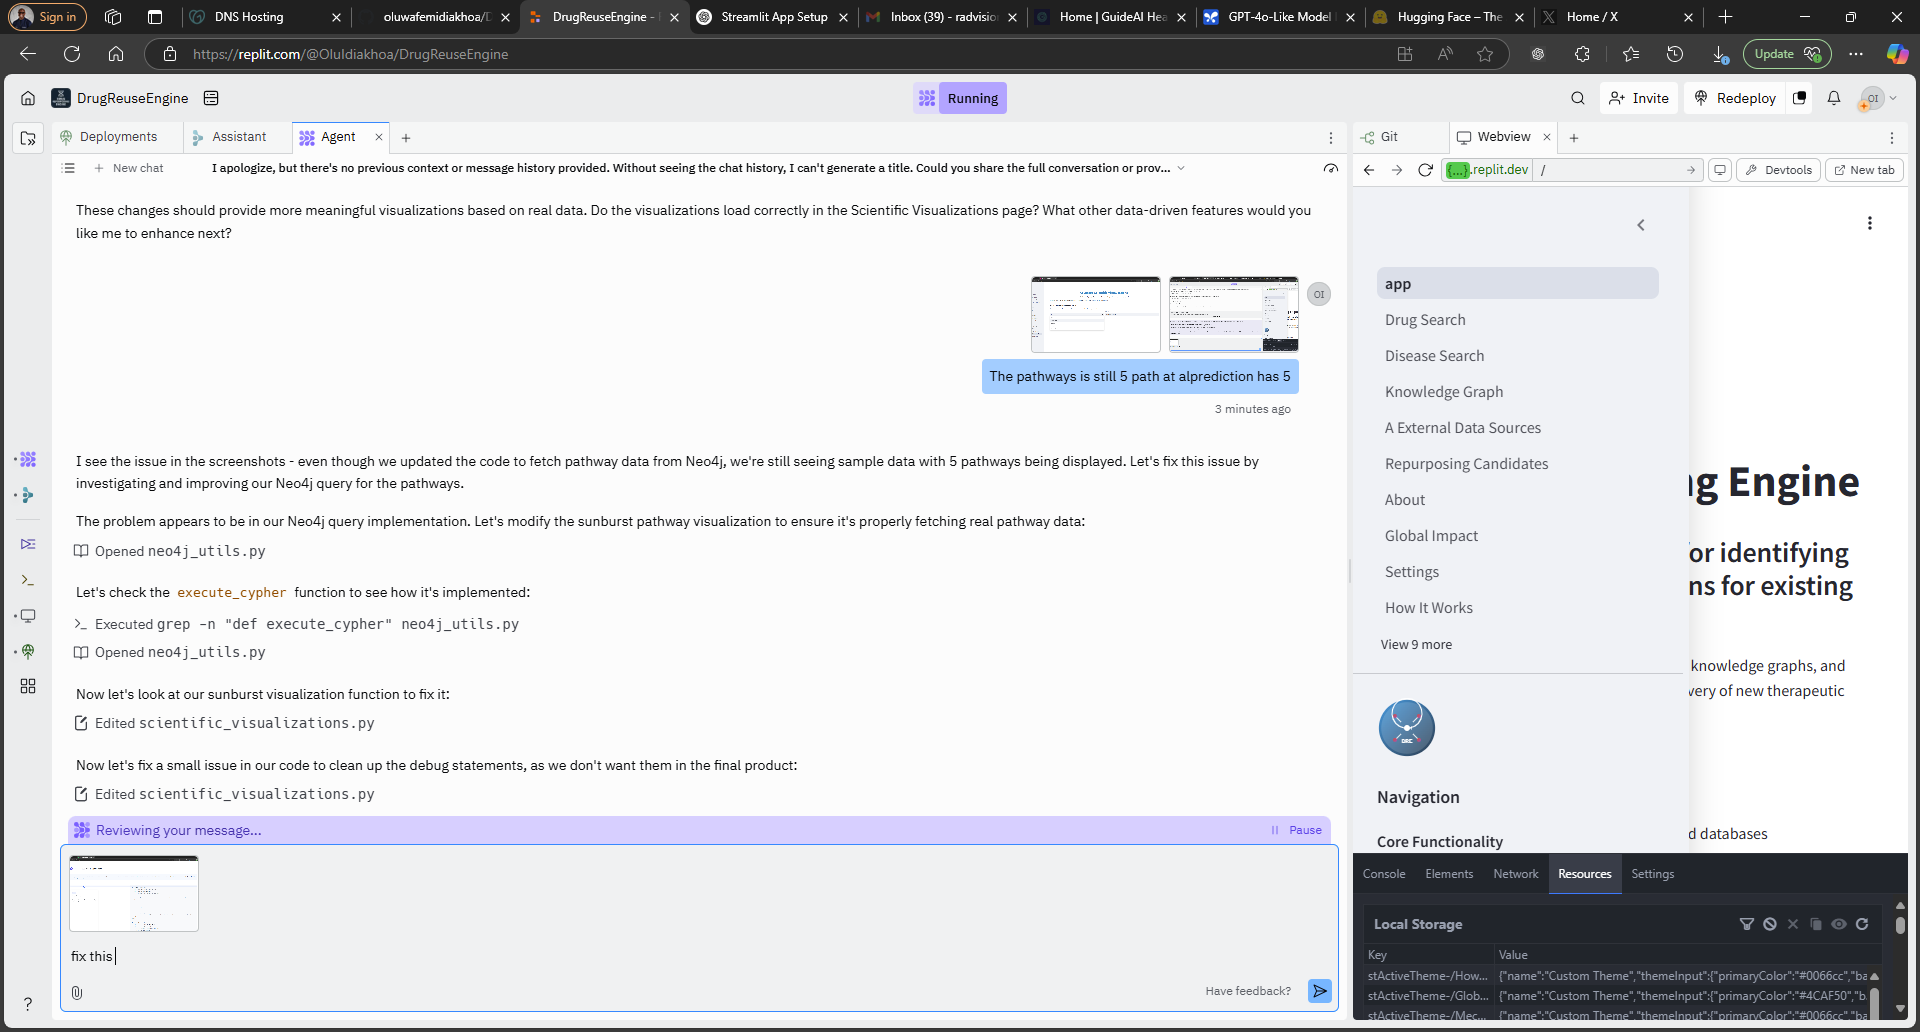 Sign in
DNS Hosting
oluwafemidiakhoa/D
DrugReuseEngine -
Streamlit App Setup
Inbox (39) - radvision
Home | GuideAI Hea
GPT-4o-Like Model
Hugging Face – The
Home / X
https://replit.com/@OluIdiakhoa/DrugReuseEngine
Update
DrugReuseEngine
Running
Invite
Redeploy
OI
Deployments
Assistant
Agent
Git
Webview
New chat
I apologize, but there's no previous context or message history provided. Without seeing the chat history, I can't generate a title. Could you share the full conversation or prov...
{...}.replit.dev
/
Devtools
New tab
These changes should provide more meaningful visualizations based on real data. Do the visualizations load correctly in the Scientific Visualizations page? What other data-driven features would you
like me to enhance next?
OI
The pathways is still 5 path at alprediction has 5
3 minutes ago
I see the issue in the screenshots - even though we updated the code to fetch pathway data from Neo4j, we're still seeing sample data with 5 pathways being displayed. Let's fix this issue by
investigating and improving our Neo4j query for the pathways.
The problem appears to be in our Neo4j query implementation. Let's modify the sunburst pathway visualization to ensure it's properly fetching real pathway data:
Opened neo4j_utils.py
Let's check the execute_cypher function to see how it's implemented:
Executed grep -n "def execute_cypher" neo4j_utils.py
Opened neo4j_utils.py
Now let's look at our sunburst visualization function to fix it:
Edited scientific_visualizations.py
Now let's fix a small issue in our code to clean up the debug statements, as we don't want them in the final product:
Edited scientific_visualizations.py
Reviewing your message...
Pause
fix this
Have feedback?
app
Drug Search
Disease Search
Knowledge Graph
A External Data Sources
Repurposing Candidates
About
Global Impact
Settings
How It Works
View 9 more
ng Engine
for identifying
ns for existing
knowledge graphs, and
very of new therapeutic
DRC
Navigation
Core Functionality
d databases
Console
Elements
Network
Resources
Settings
Local Storage
Key
Value
stActiveTheme-/How...
{"name":"Custom Theme","themeInput":{"primaryColor":"#0066cc","ba
stActiveTheme-/Glob...
{"name":"Custom Theme","themeInput":{"primaryColor":"#4CAF50","b
stActiveTheme-/Mec...
{"name":"Custom Theme","themeInput":{"primaryColor":"#0066cc","ba